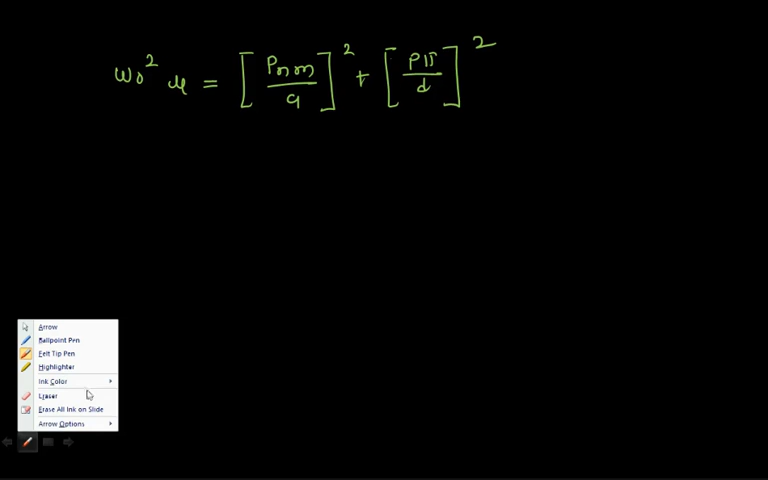 ω₀² μ = [ Pnm / a ]² + [ Pπ / d ]²
Arrow
Ballpoint Pen
Felt Tip Pen
Highlighter
Ink Color
Eraser
Erase All Ink on Slide
Arrow Options